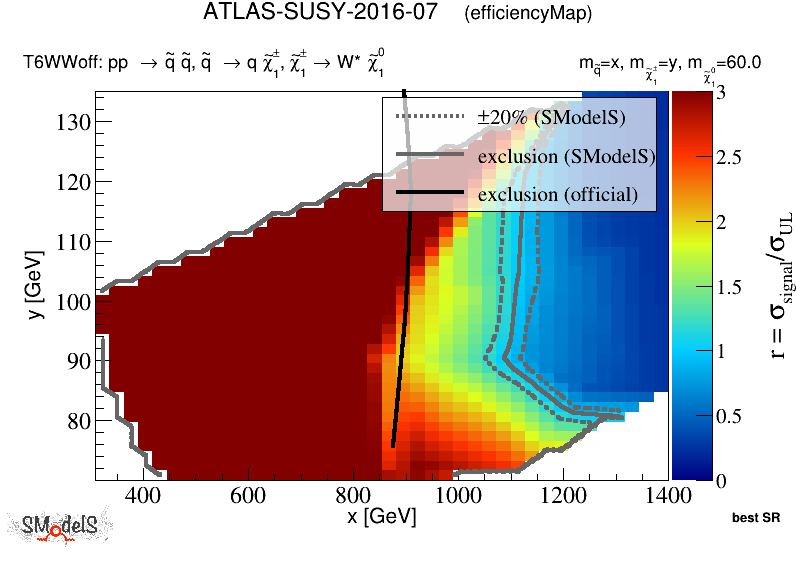 ATLAS-SUSY-2016-07 (efficiencyMap)
T6WWoff: pp → q̃ q̃, q̃ → q χ̃₁±, χ̃₁± → W* χ̃₁⁰
m_q̃=x, m_χ̃₁±=y, m_χ̃₁⁰=60.0
±20% (SModelS)
exclusion (SModelS)
exclusion (official)
130
120
110
100
90
80
y [GeV]
400 600 800 1000 1200 1400
x [GeV]
3
2.5
2
1.5
1
0.5
0
r = σ_signal/σ_UL
SModelS
best SR